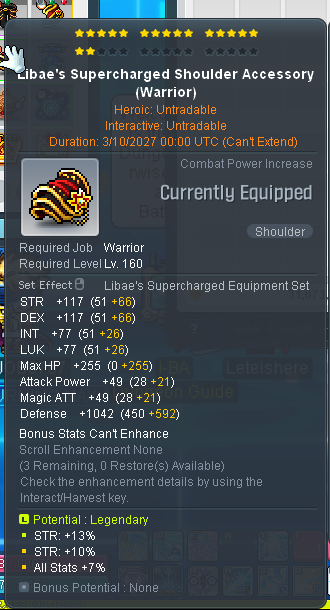 Libae's Supercharged Shoulder Accessory
(Warrior)
Heroic: Untradable
Interactive: Untradable
Duration: 3/10/2027 00:00 UTC (Can't Extend)
Combat Power Increase
Currently Equipped
Shoulder
Required Job Warrior
Required Level Lv. 160
Set Effect Libae's Supercharged Equipment Set
STR +117 (51 +66)
DEX +117 (51 +66)
INT +77 (51 +26)
LUK +77 (51 +26)
Max HP +255 (0 +255)
Attack Power +49 (28 +21)
Magic ATT +49 (28 +21)
Defense +1042 (450 +592)
Bonus Stats Can't Enhance
Scroll Enhancement None
(3 Remaining, 0 Restore(s) Available)
Check the enhancement details by using the
Interact/Harvest key.
L Potential : Legendary
STR: +13%
STR: +10%
All Stats +7%
Bonus Potential : None